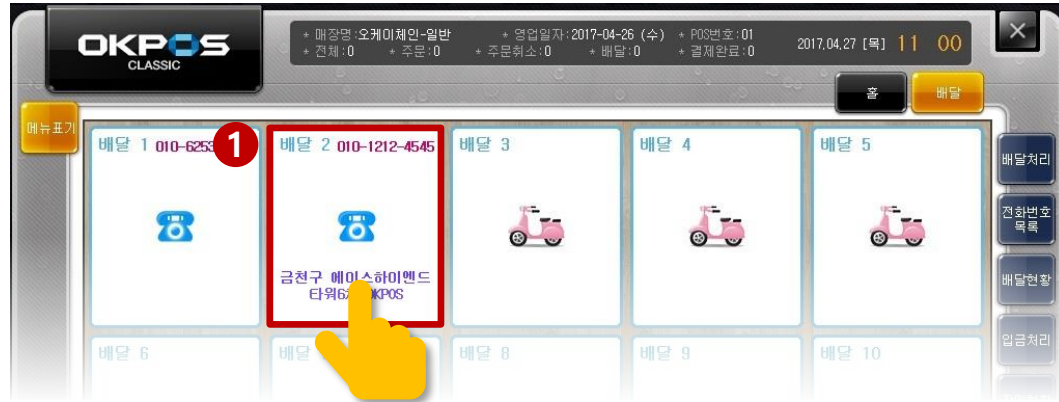 OKPOS
CLASSIC
* 매장명:오케이체인-일반 * 영업일자:2017-04-26 (수) * POS번호:01
* 전체:0 * 주문:0 * 주문취소:0 * 배달:0 * 결제완료:0
2017.04.27 [목] 11 00
홀 배달
메뉴표기
배달 1 010-6253
1
배달 2 010-1212-4545
배달 3
배달 4
배달 5
금천구 에이스하이엔드
타워6 OKPOS
배달처리
전화번호
목록
배달현황
입금처리
배달 6
배달
배달 8
배달 9
배달 10